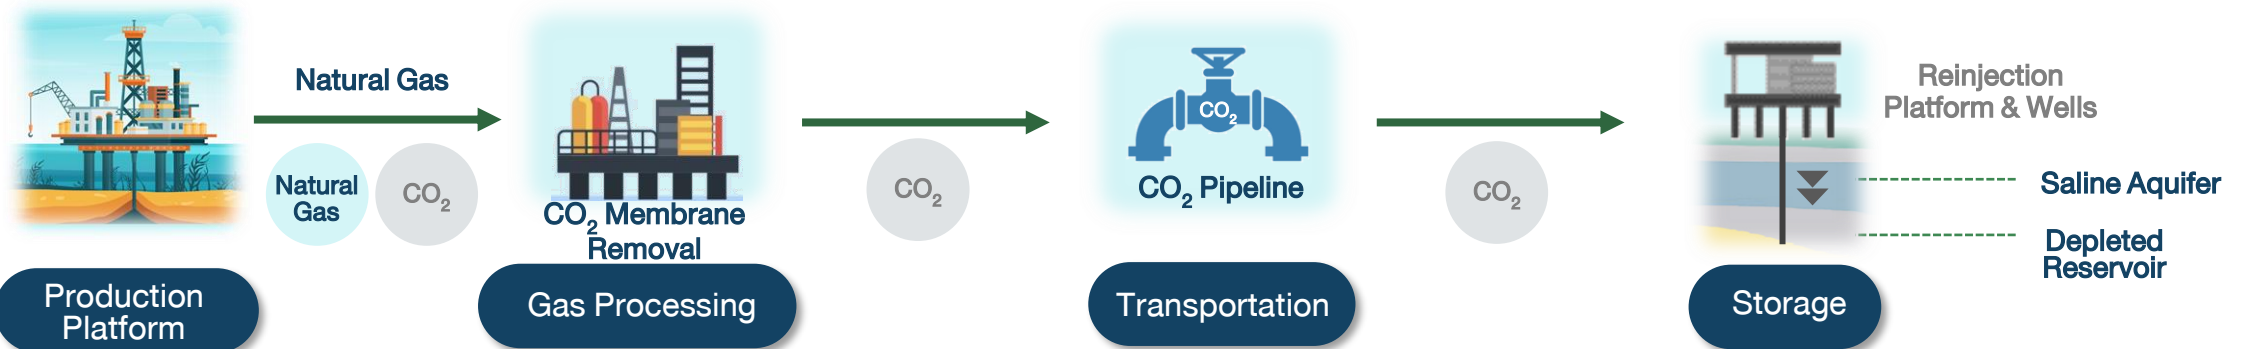 Natural Gas
Natural
Gas
CO2
Production
Platform
CO2 Membrane
Removal
Gas Processing
CO2
CO2
CO2 Pipeline
Transportation
CO2
Reinjection
Platform & Wells
Saline Aquifer
Depleted
Reservoir
Storage